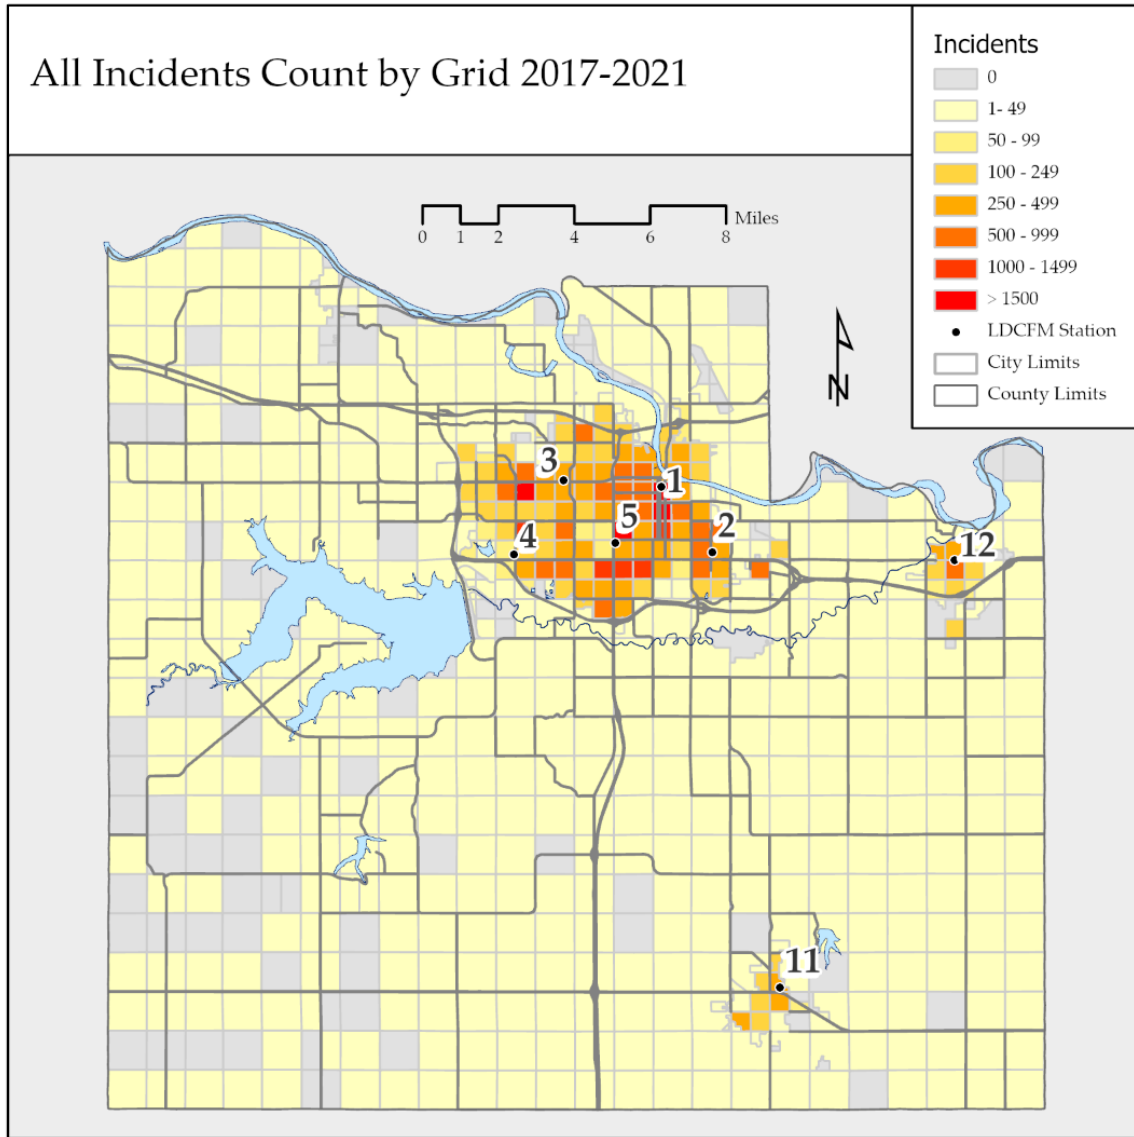 All Incidents Count by Grid 2017-2021
Incidents
0
1- 49
50 - 99
100 - 249
250 - 499
500 - 999
1000 - 1499
> 1500
LDCFM Station
City Limits
County Limits
Miles
0 1 2 4 6 8
N
3
1
5
2
4
12
11